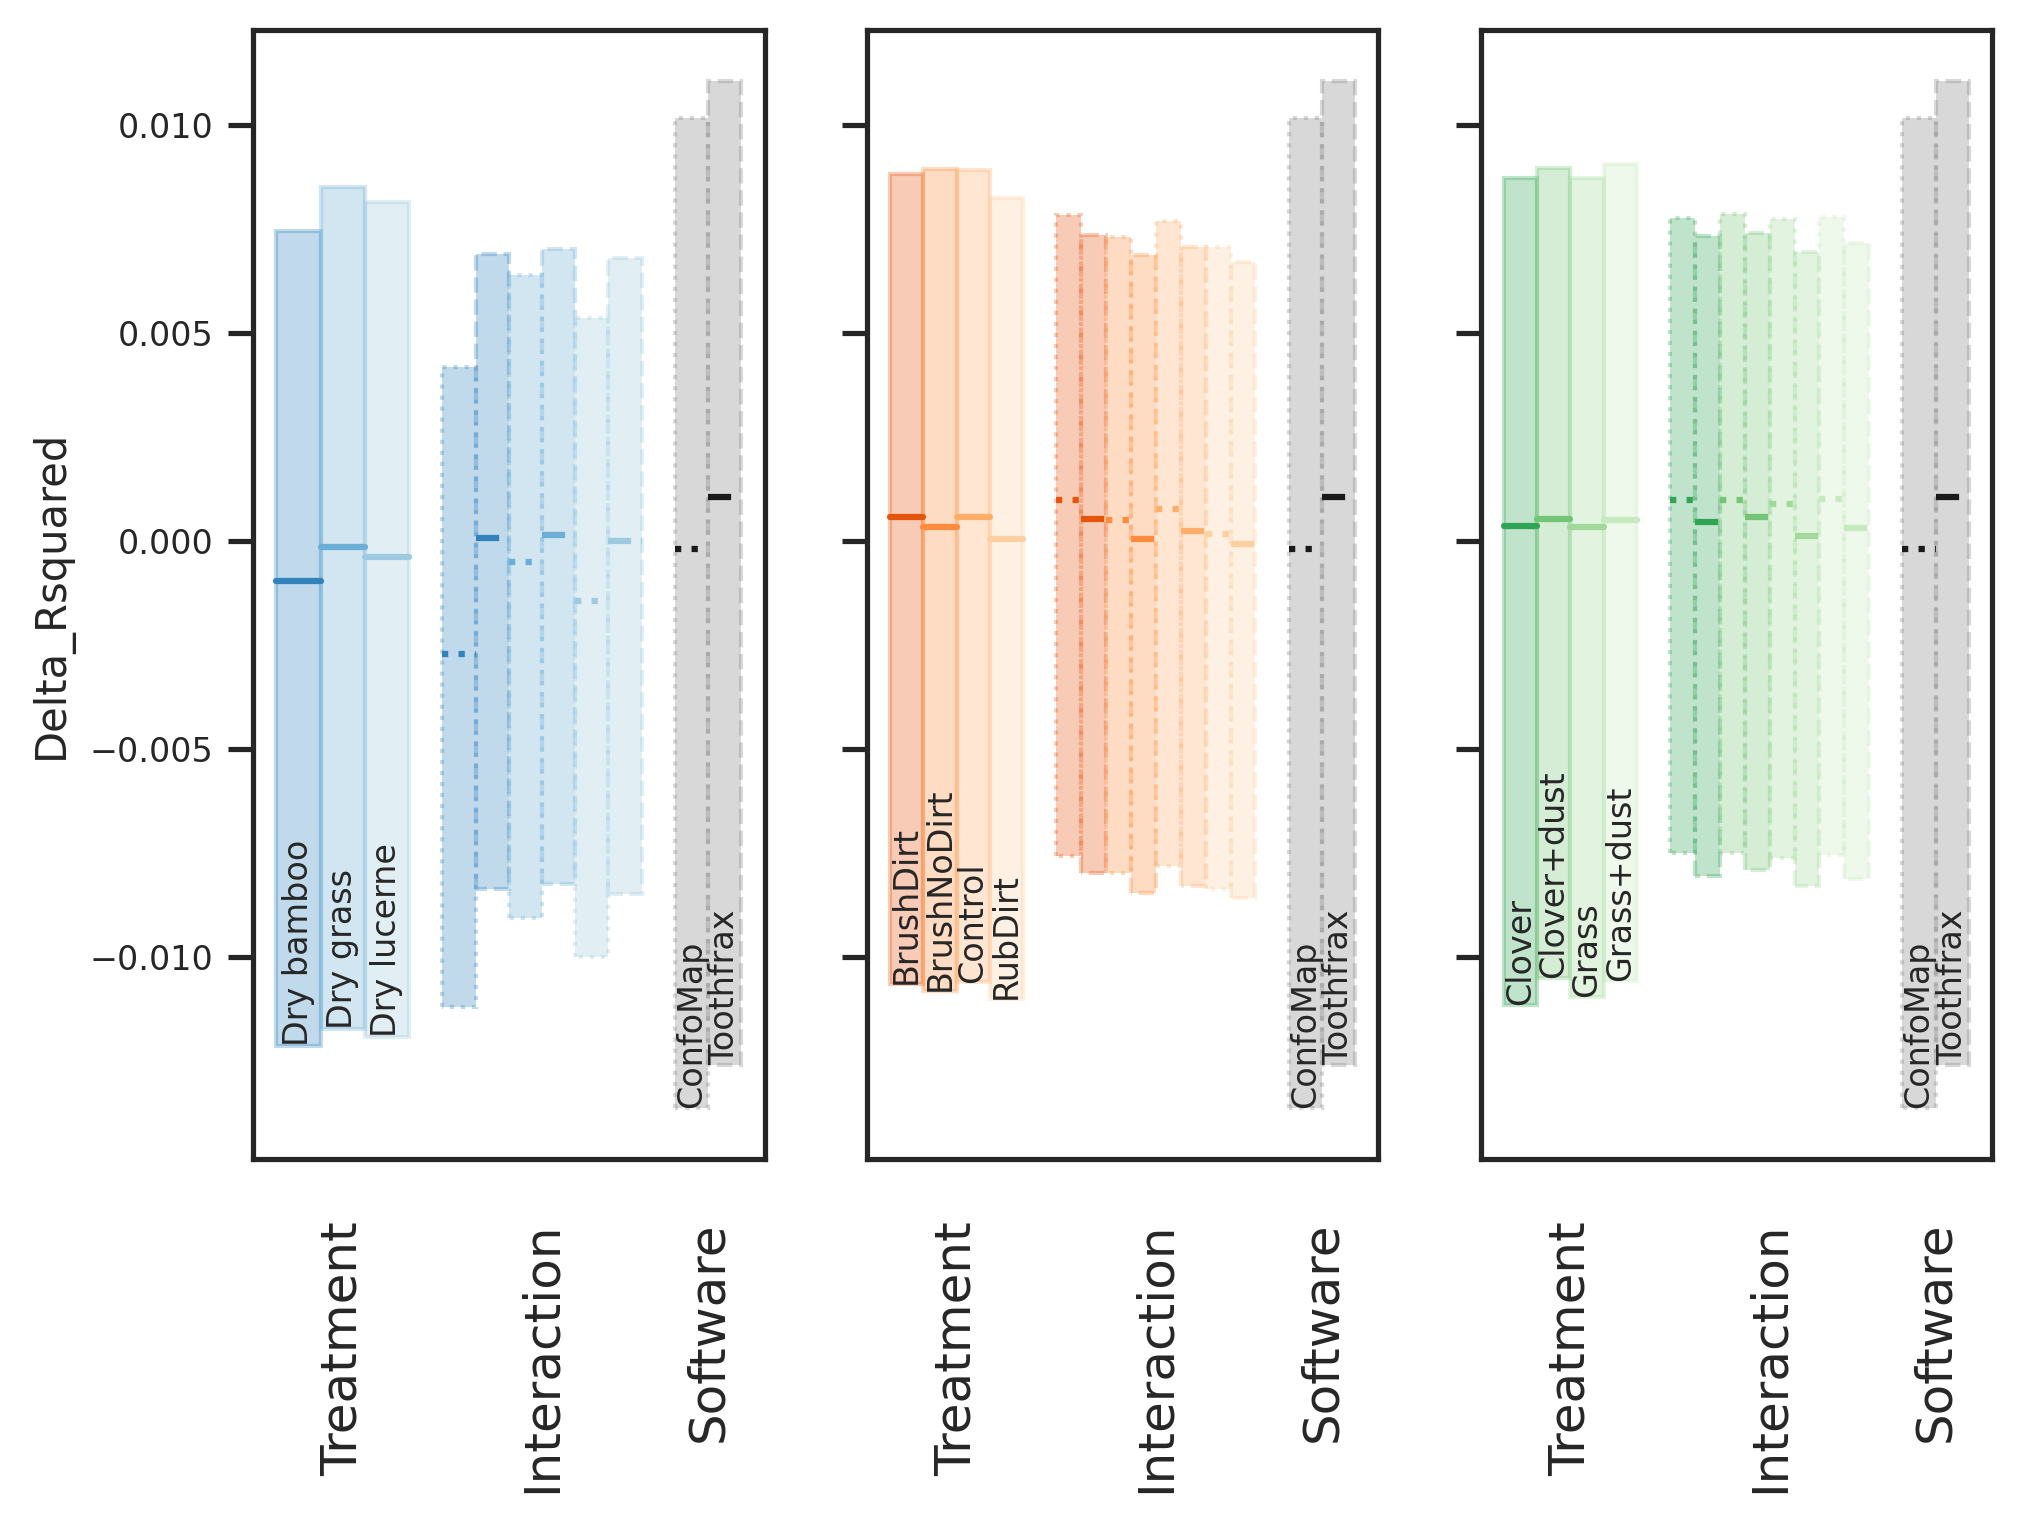 Delta_Rsquared
0.010
0.005
0.000
−0.005
−0.010
Dry bamboo
Dry grass
Dry lucerne
ConfoMap
Toothfrax
BrushDirt
BrushNoDirt
Control
RubDirt
ConfoMap
Toothfrax
Clover
Clover+dust
Grass
Grass+dust
ConfoMap
Toothfrax
Treatment
Interaction
Software
Treatment
Interaction
Software
Treatment
Interaction
Software